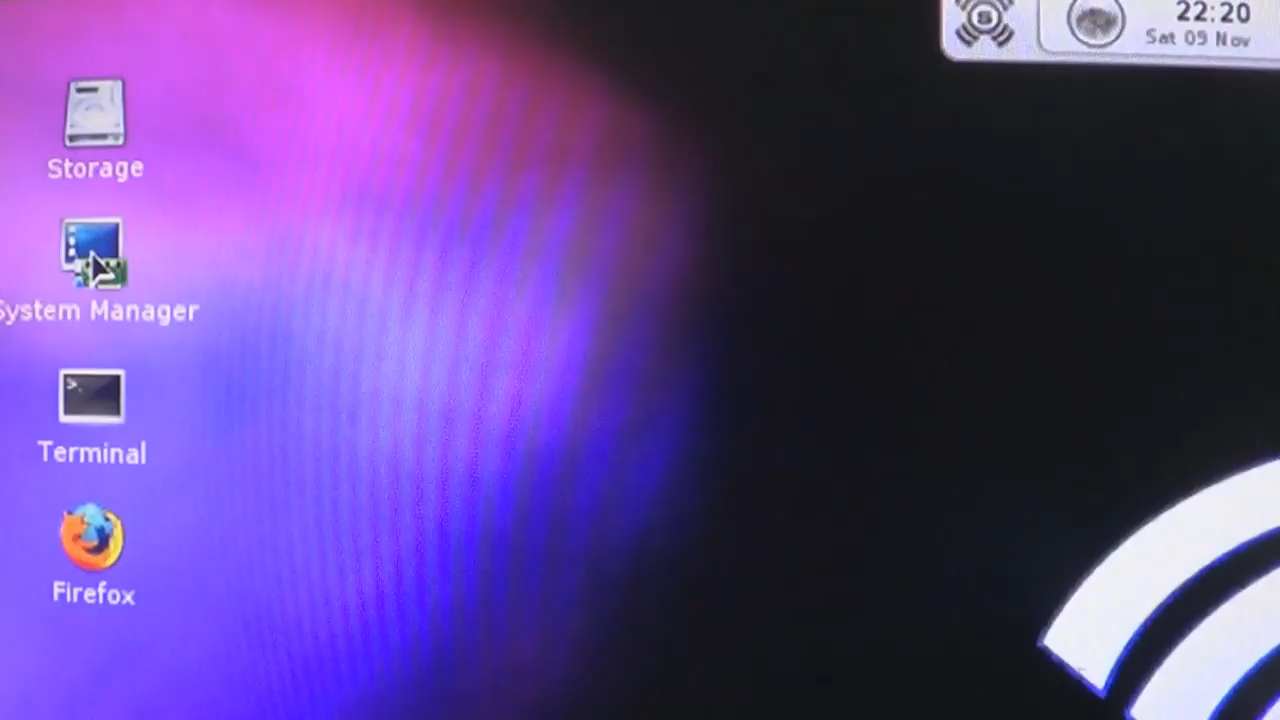 22:20
Sat 09 Nov
Storage
System Manager
Terminal
Firefox